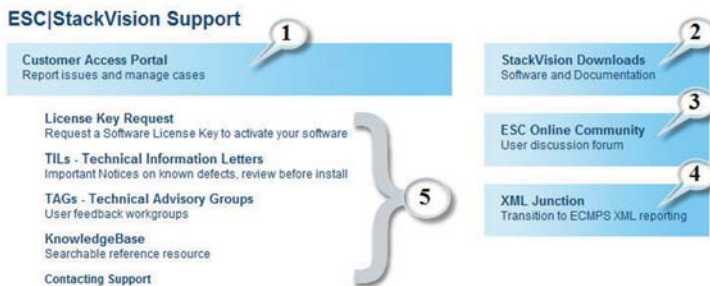 ESC|StackVision Support
1
Customer Access Portal
Report issues and manage cases
License Key Request
Request a Software License Key to activate your software
TILs - Technical Information Letters
Important Notices on known defects, review before install
TAGs - Technical Advisory Groups
User feedback workgroups
KnowledgeBase
Searchable reference resource
Contacting Support
5
2
StackVision Downloads
Software and Documentation
3
ESC Online Community
User discussion forum
4
XML Junction
Transition to ECMPS XML reporting